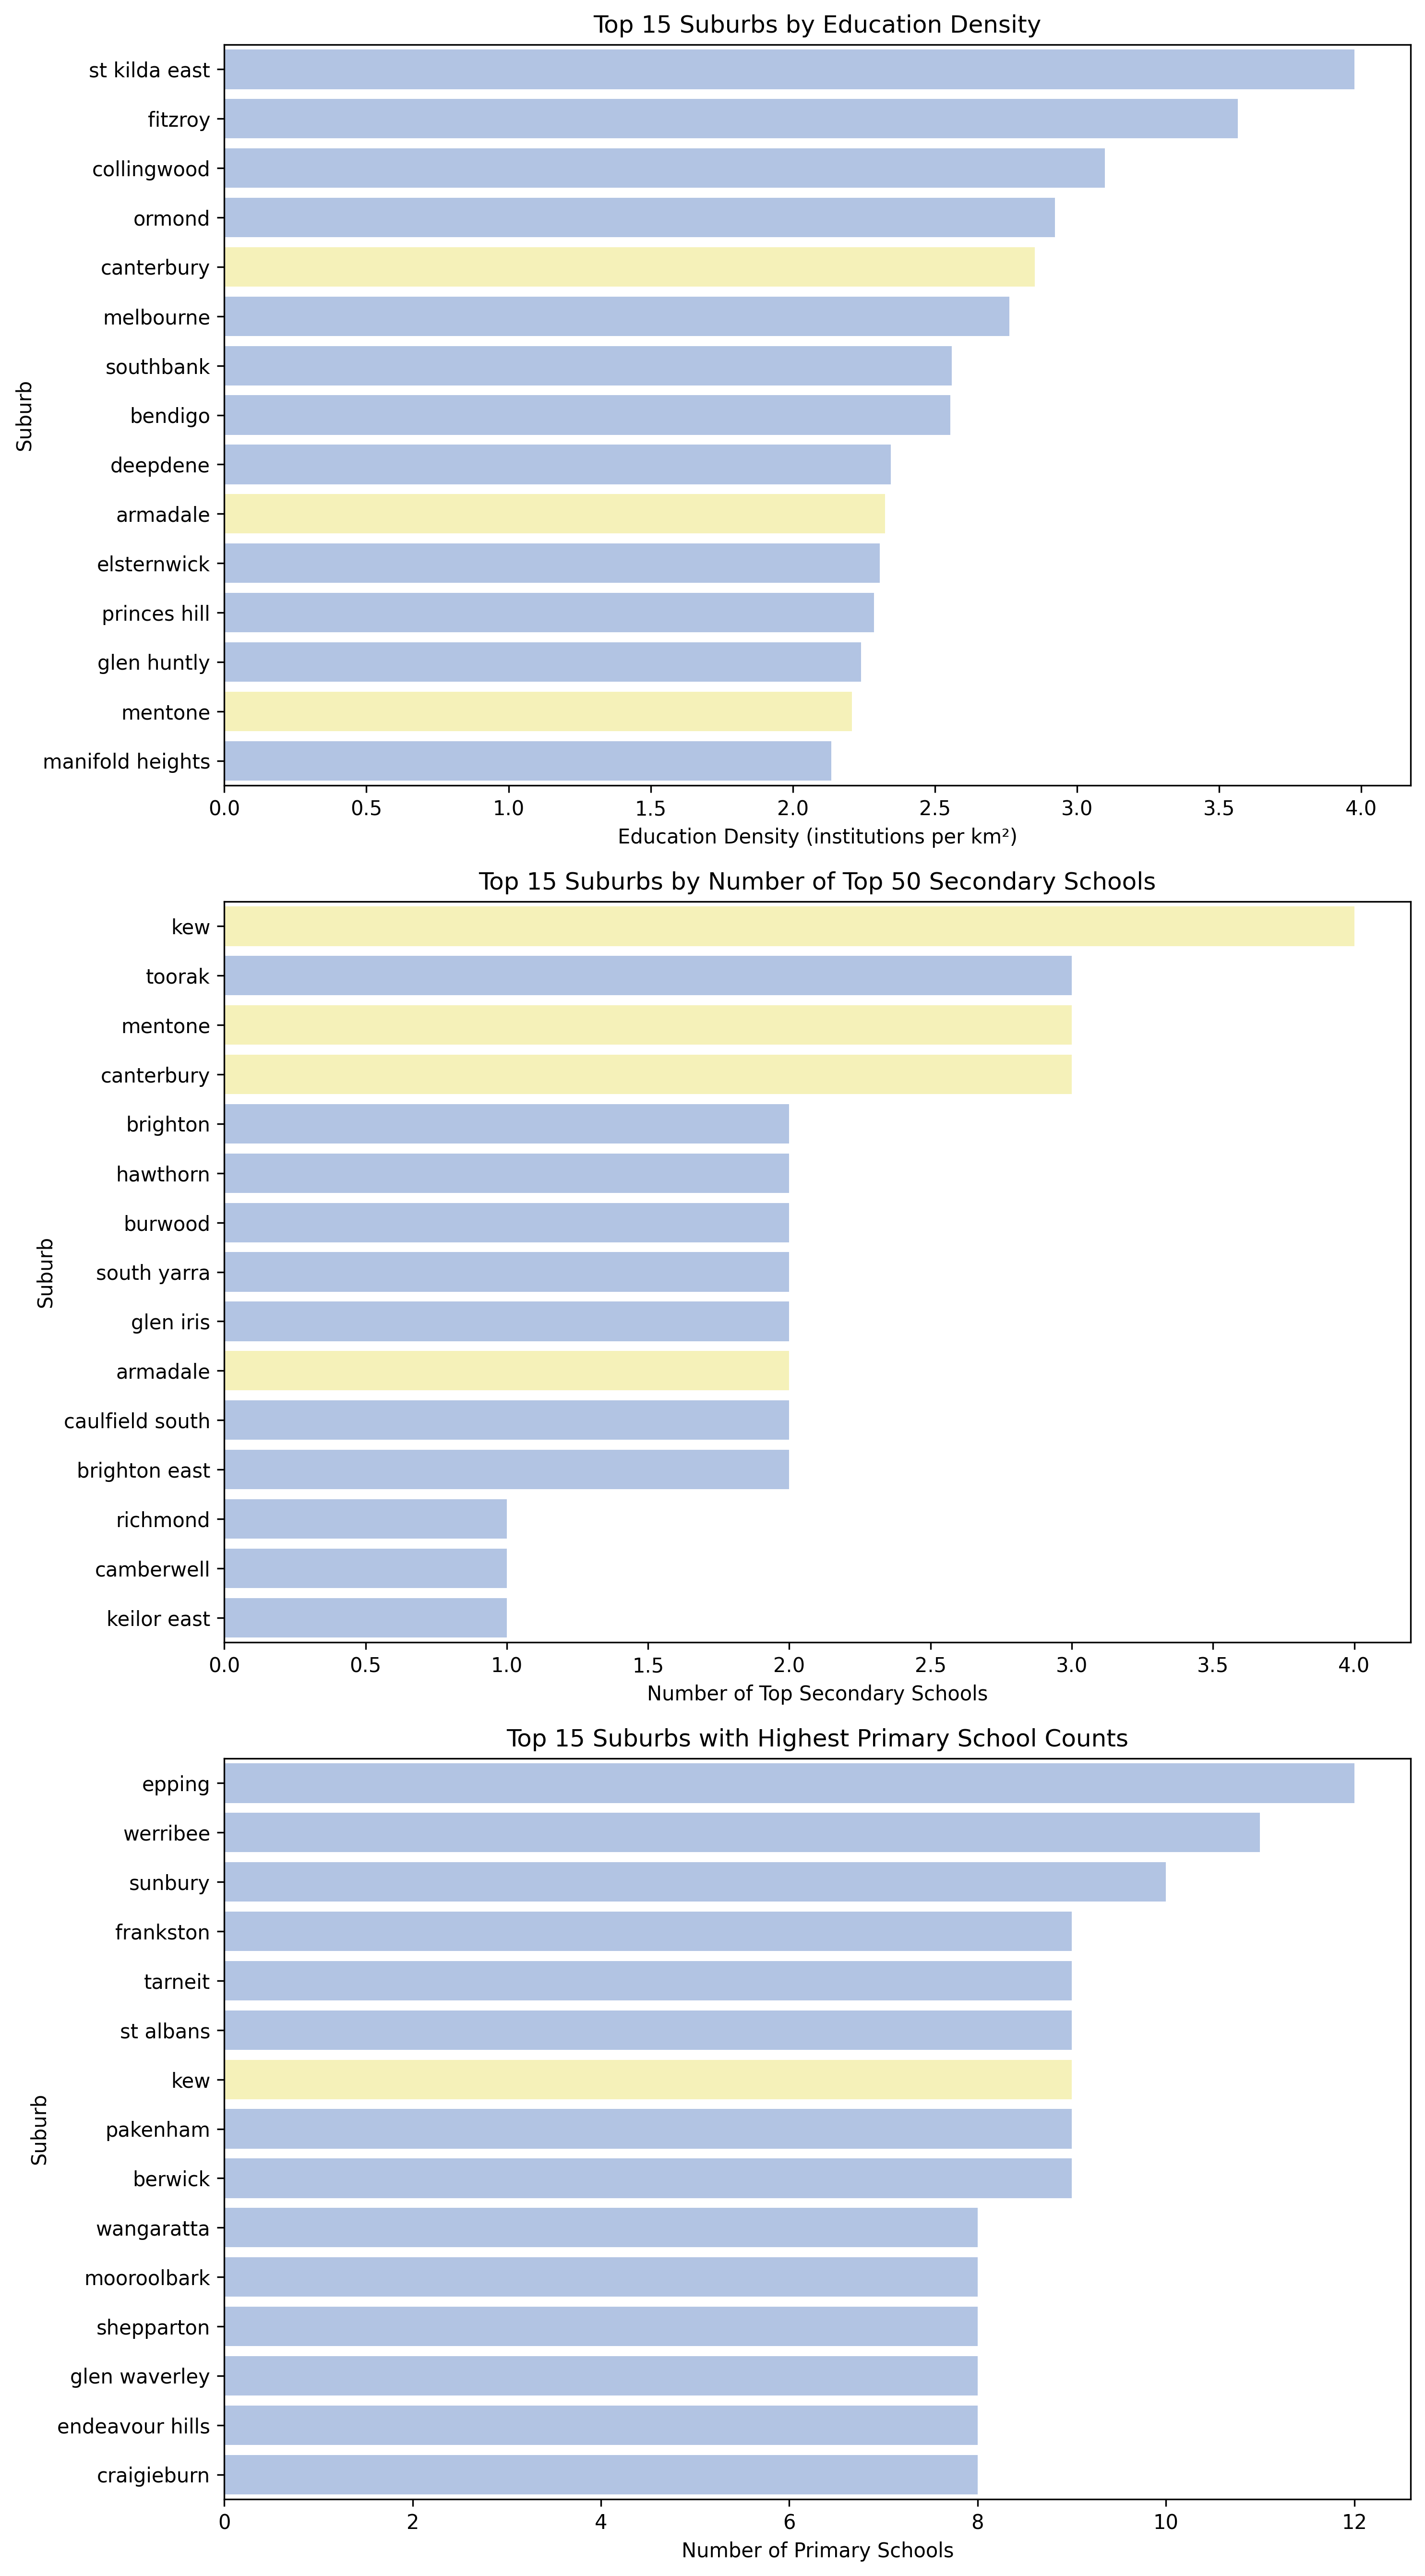 Top 15 Suburbs by Education Density
Suburb
st kilda east
fitzroy
collingwood
ormond
canterbury
melbourne
southbank
bendigo
deepdene
armadale
elsternwick
princes hill
glen huntly
mentone
manifold heights
0.0 0.5 1.0 1.5 2.0 2.5 3.0 3.5 4.0
Education Density (institutions per km²)
Top 15 Suburbs by Number of Top 50 Secondary Schools
Suburb
kew
toorak
mentone
canterbury
brighton
hawthorn
burwood
south yarra
glen iris
armadale
caulfield south
brighton east
richmond
camberwell
keilor east
0.0 0.5 1.0 1.5 2.0 2.5 3.0 3.5 4.0
Number of Top Secondary Schools
Top 15 Suburbs with Highest Primary School Counts
Suburb
epping
werribee
sunbury
frankston
tarneit
st albans
kew
pakenham
berwick
wangaratta
mooroolbark
shepparton
glen waverley
endeavour hills
craigieburn
0 2 4 6 8 10 12
Number of Primary Schools